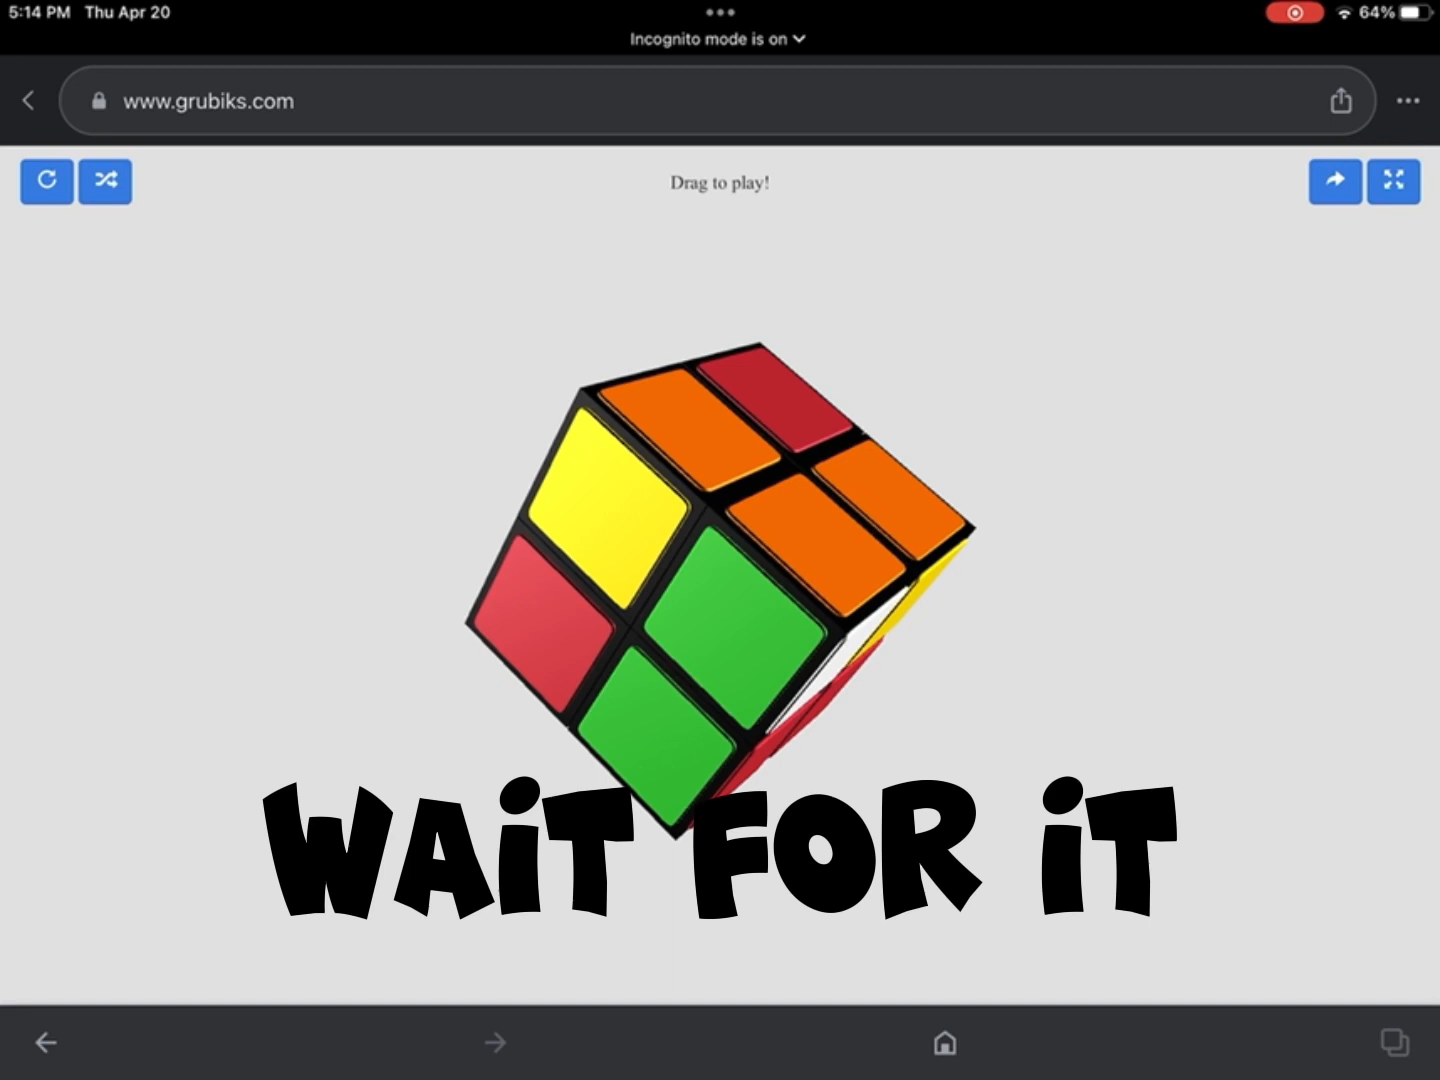 5:14 PM Thu Apr 20
64%
Incognito mode is on
www.grubiks.com
Drag to play!
WAiT FOR iT